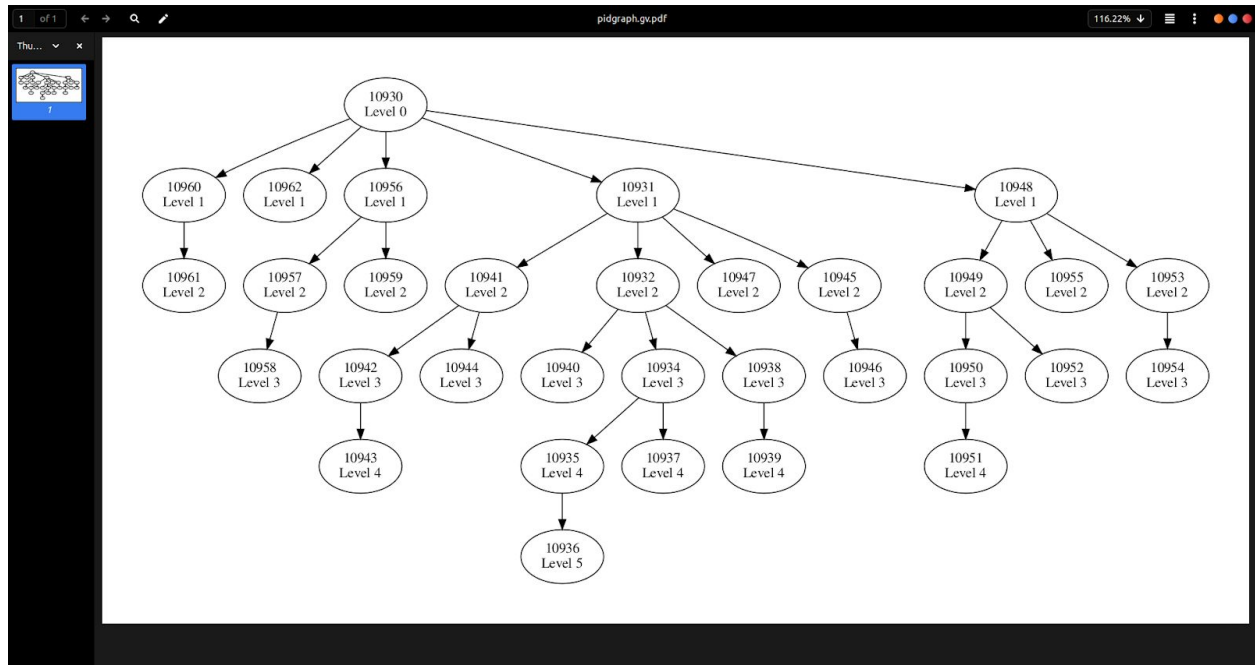 1 of 1
pidgraph.gv.pdf
116.22%
Thu...
1
10930
Level 0
10960
Level 1
10962
Level 1
10956
Level 1
10931
Level 1
10948
Level 1
10961
Level 2
10957
Level 2
10959
Level 2
10941
Level 2
10932
Level 2
10947
Level 2
10945
Level 2
10949
Level 2
10955
Level 2
10953
Level 2
10958
Level 3
10942
Level 3
10944
Level 3
10940
Level 3
10934
Level 3
10938
Level 3
10946
Level 3
10950
Level 3
10952
Level 3
10954
Level 3
10943
Level 4
10935
Level 4
10937
Level 4
10939
Level 4
10951
Level 4
10936
Level 5